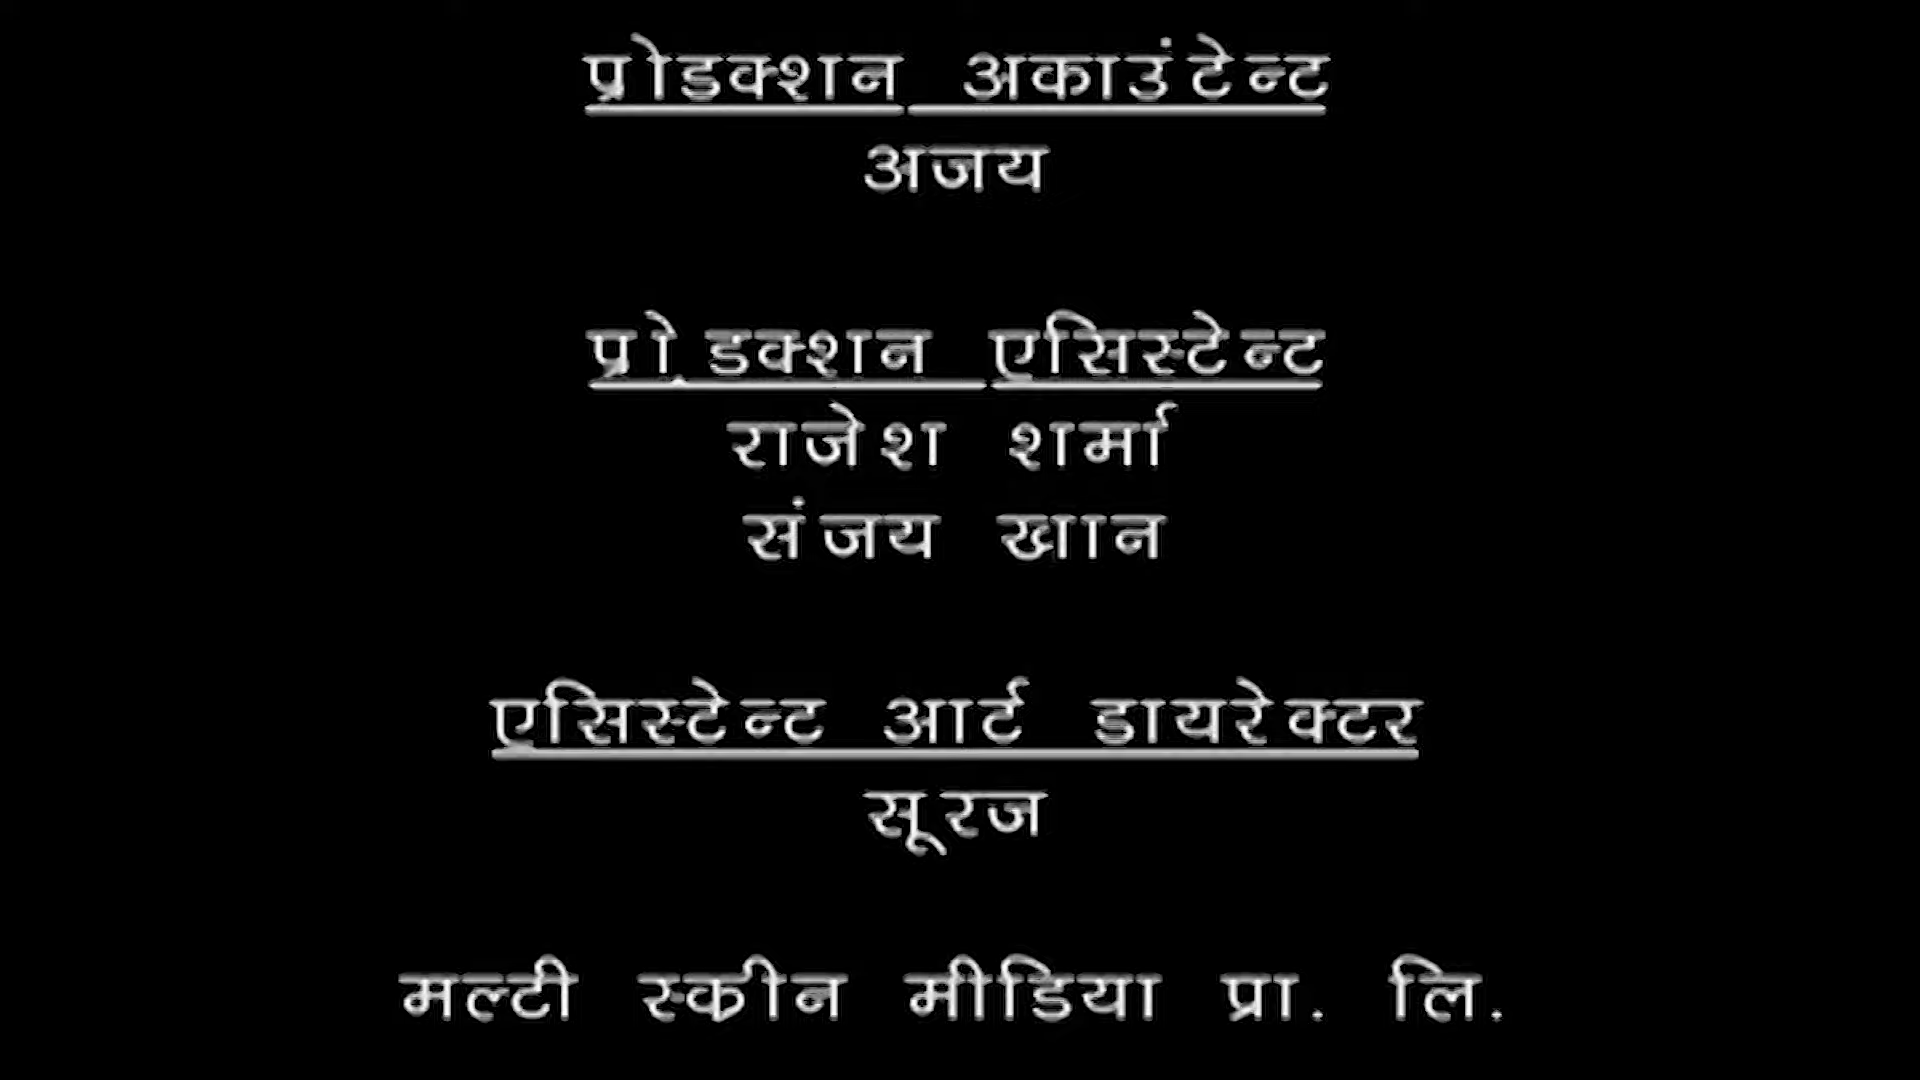 प्रोडक्शन अकाउंटेन्ट
अजय
प्रो.डक्शन एसिस्टेन्ट
राजेश शर्मा
संजय खान
एसिस्टेन्ट आर्ट डायरेक्टर
सूरज
मल्टी स्क्रीन मीडिया प्रा. लि.